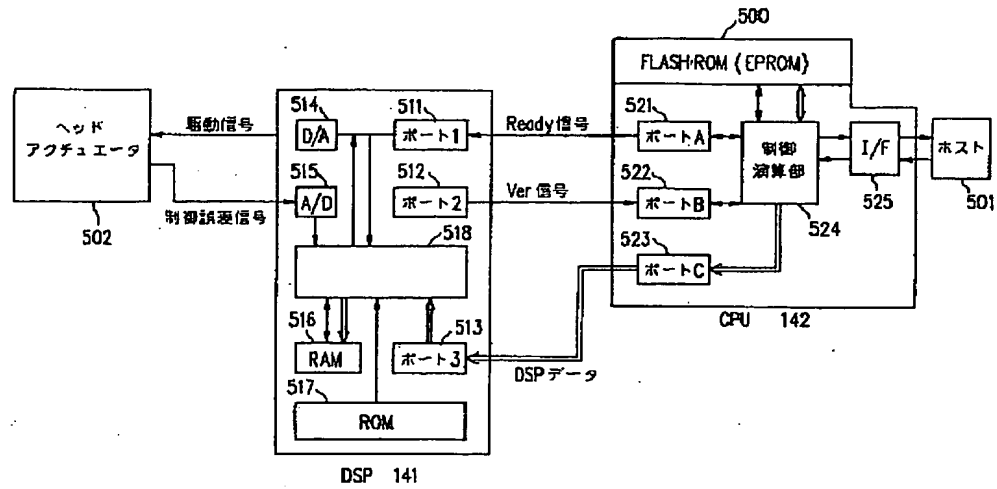 500
FLASH·ROM (EPROM)
ヘッド
アクチュエータ
502
駆動信号
制御誤差信号
514
D/A
515
A/D
511
ポート1
512
ポート2
518
516
RAM
513
ポート3
517
ROM
DSP 141
Ready信号
Ver信号
DSPデータ
521
ポートA
522
ポートB
523
ポートC
制御
演算部
524
I/F
525
ホスト
501
CPU 142